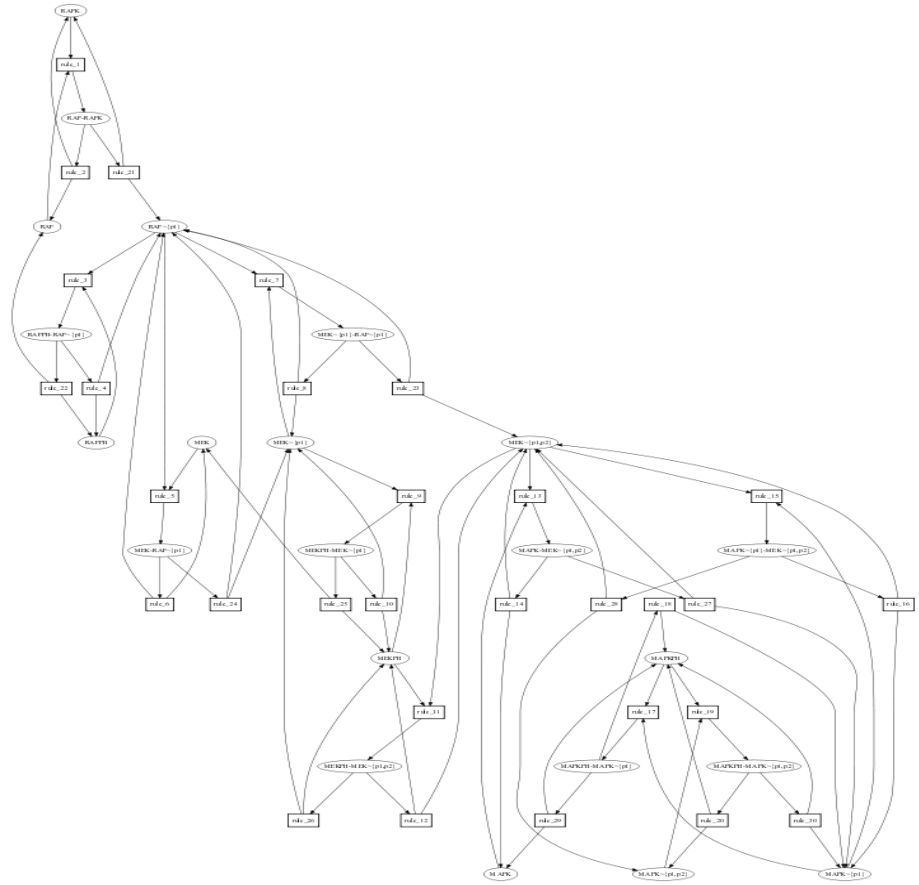 RAFK
rule_1
RAF-RAFK
rule_2
rule_21
RAF
RAF~{p1}
rule_3
rule_7
RAFPH-RAF~{p1}
MEK~{p1}-RAF~{p1}
rule_22
rule_4
rule_8
rule_23
RAFPH
MEK
MEK~{p1}
MEK~{p1,p2}
rule_5
rule_9
rule_13
rule_15
MEK-RAF~{p1}
MEKPH-MEK~{p1}
MAPK-MEK~{p1,p2}
MAPK~{p1}-MEK~{p1,p2}
rule_6
rule_24
rule_25
rule_10
rule_14
rule_28
rule_18
rule_27
rule_16
MEKPH
MAPKPH
rule_11
rule_17
rule_19
MEKPH-MEK~{p1,p2}
MAPKPH-MAPK~{p1}
MAPKPH-MAPK~{p1,p2}
rule_26
rule_12
rule_29
rule_20
rule_30
MAPK
MAPK~{p1,p2}
MAPK~{p1}